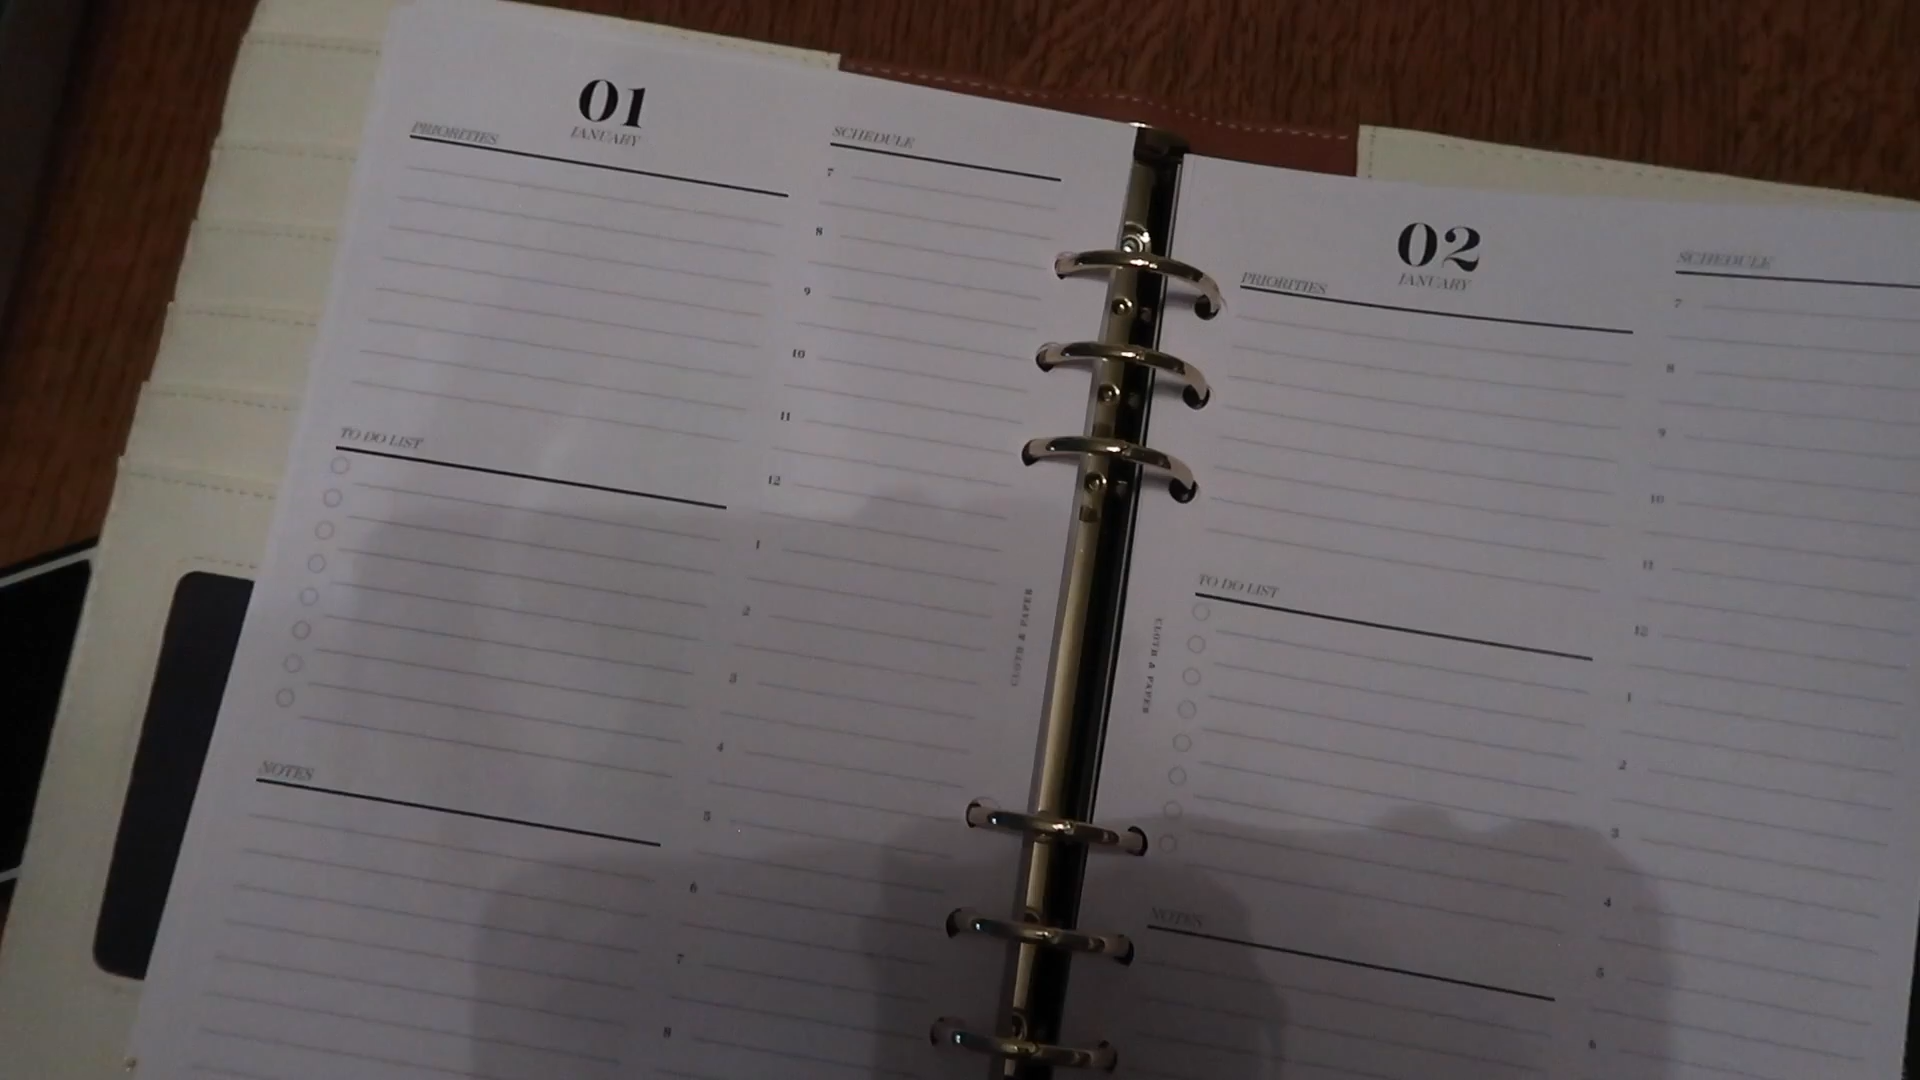 01
JANUARY
PRIORITIES
SCHEDULE
7
8
9
10
11
12
1
2
3
4
5
6
7
8
TO DO LIST
NOTES
CLOTH & PAPER
02
JANUARY
PRIORITIES
SCHEDULE
7
8
9
10
11
12
1
2
3
4
5
6
TO DO LIST
NOTES
CLOTH & PAPER